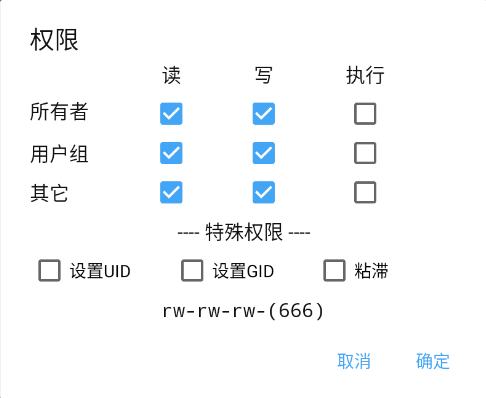 权限
读 写 执行
所有者
用户组
其它
---- 特殊权限 ----
设置UID 设置GID 粘滞
rw-rw-rw-(666)
取消 确定